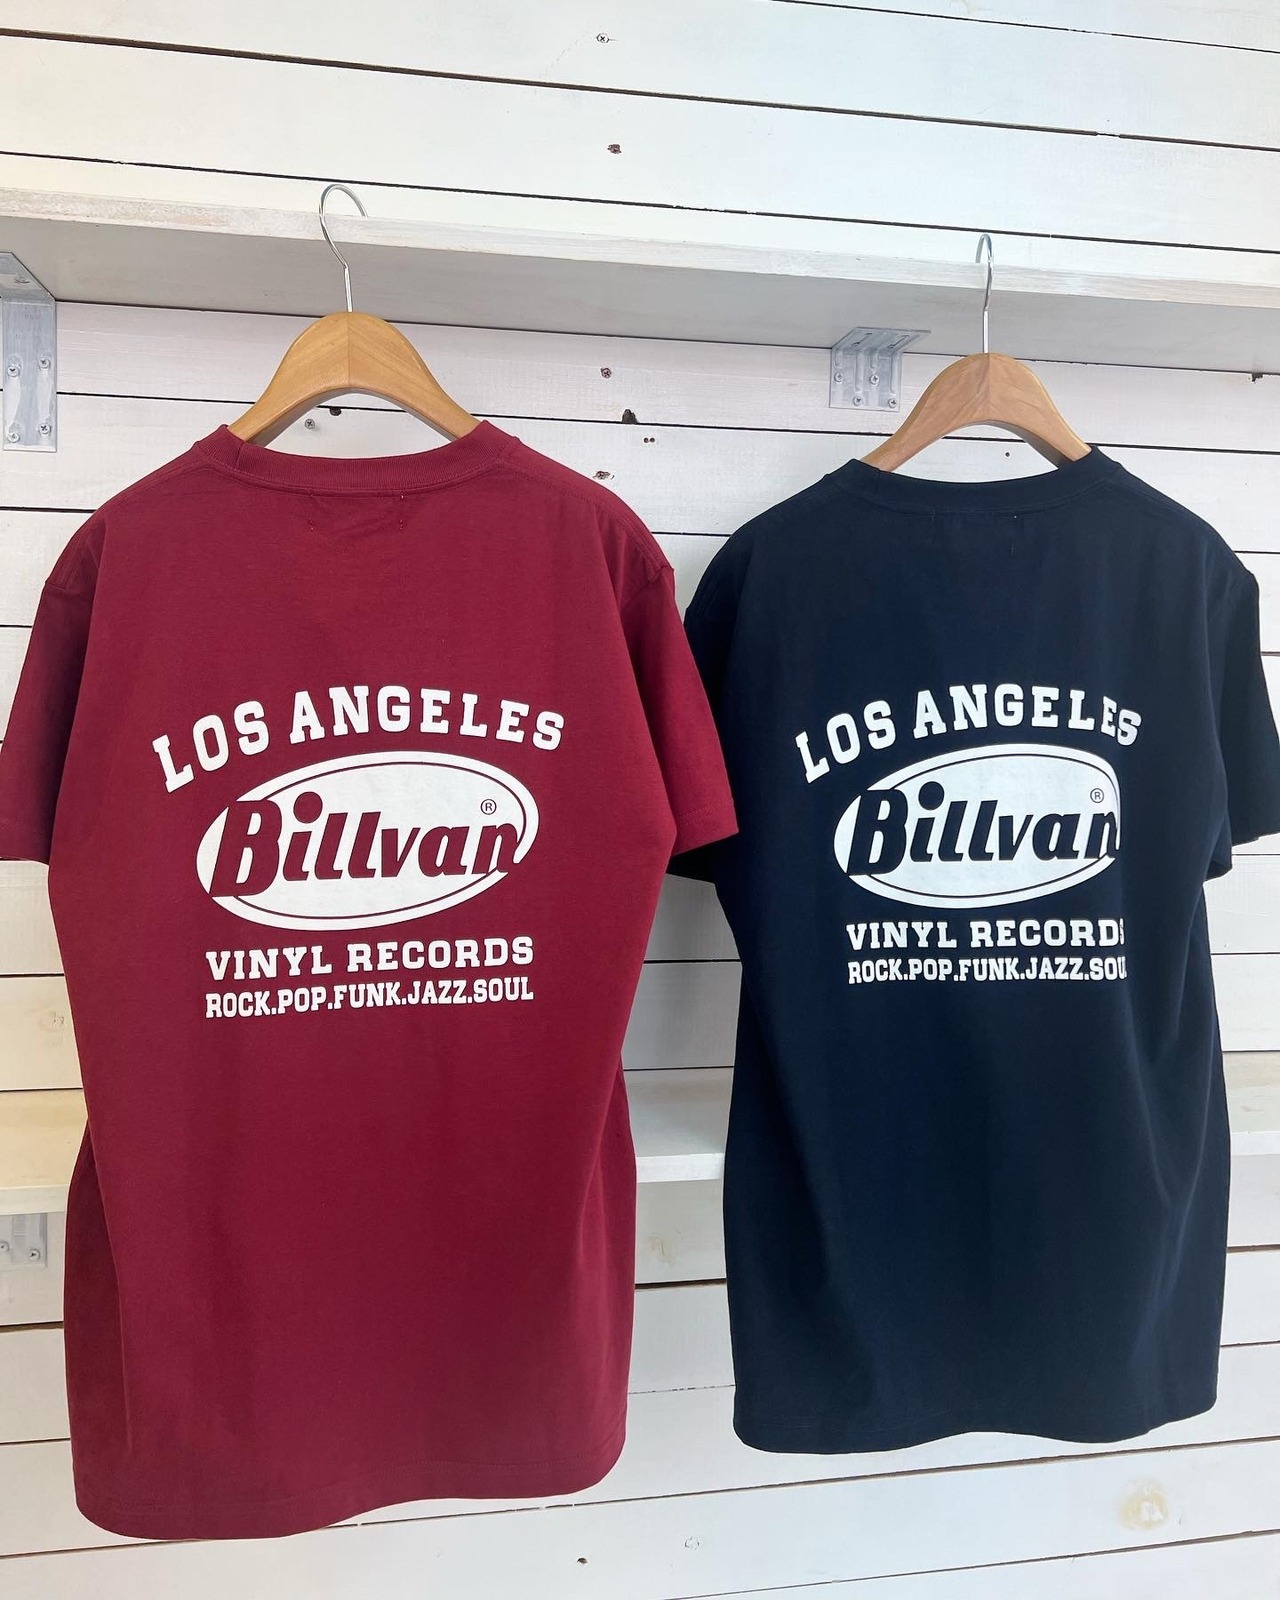 LOS ANGELES
Billvan®
VINYL RECORDS
ROCK.POP.FUNK.JAZZ.SOUL
LOS ANGELES
Billvan®
VINYL RECORDS
ROCK.POP.FUNK.JAZZ.SOUL